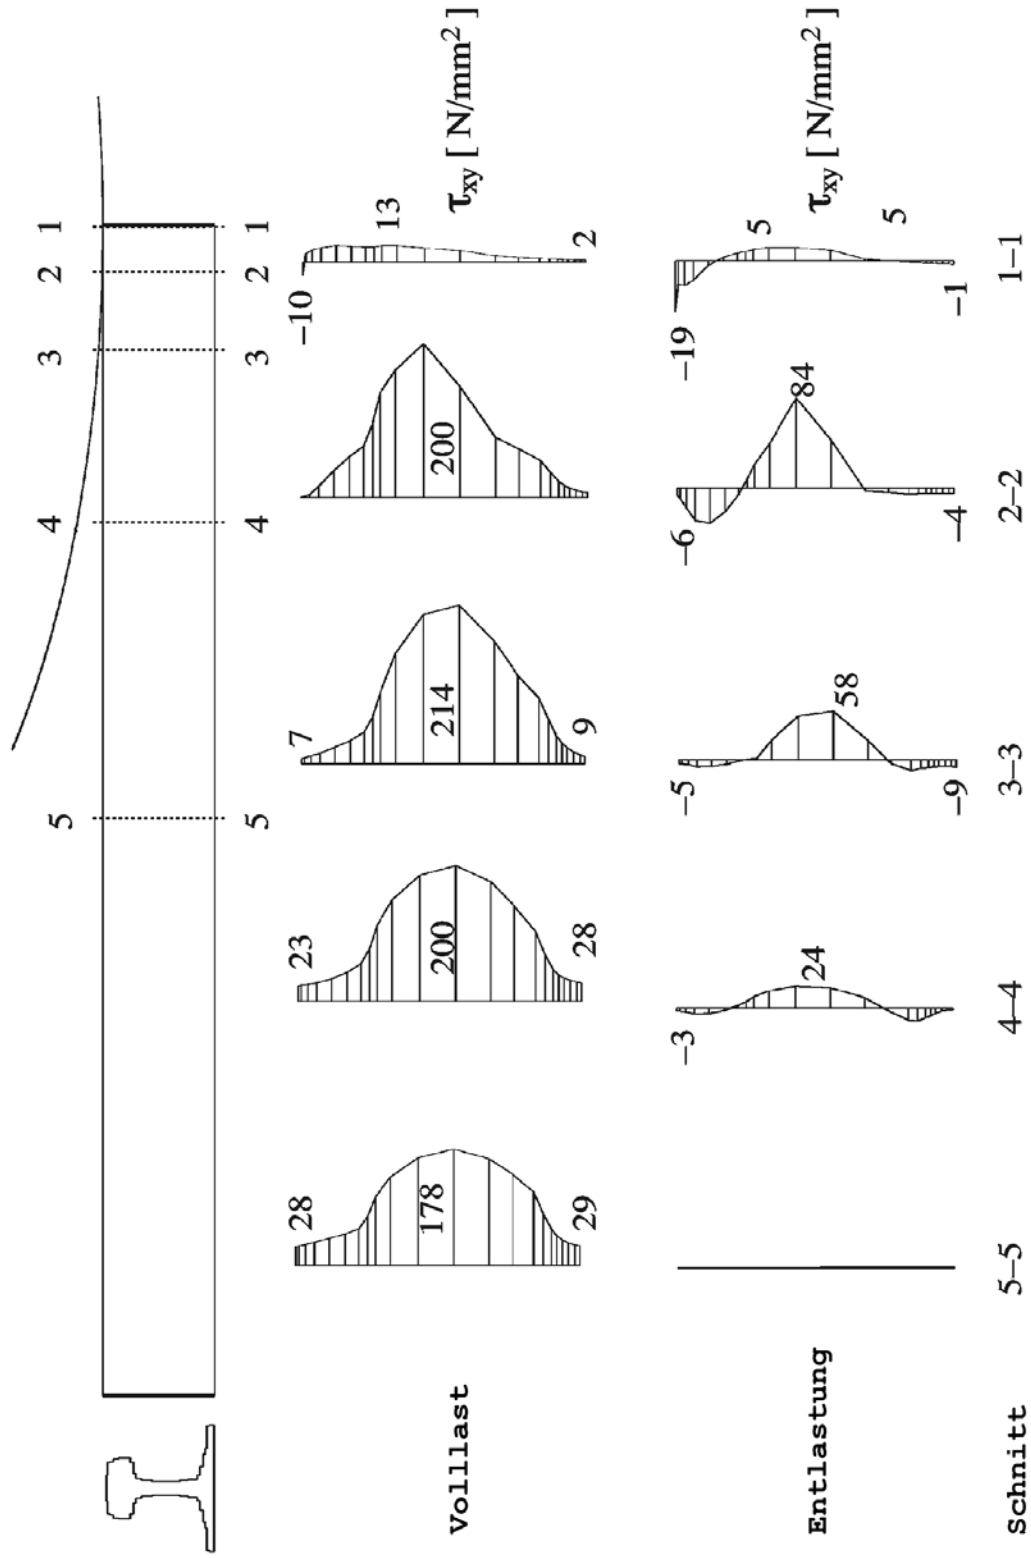 5 4 3 2 1
5 4 3 2 1
28 23 7 −10
13
178 200 214 200
Volllast τxy [ N/mm² ]
29 28 9 2
−3 −5 −6 −19
5
24 58 84
Entlastung τxy [ N/mm² ]
5
−9 −4 −1
Schnitt 5–5 4–4 3–3 2–2 1–1